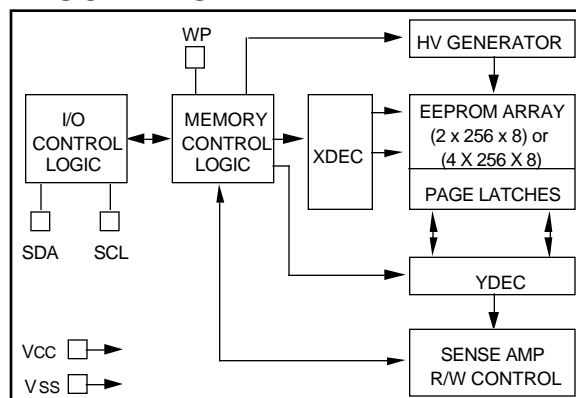 WP
HV GENERATOR
I/O
CONTROL
LOGIC
MEMORY
CONTROL
LOGIC
XDEC
EEPROM ARRAY
(2 x 256 x 8) or
(4 X 256 X 8)
PAGE LATCHES
SDA
SCL
YDEC
VCC
VSS
SENSE AMP
R/W CONTROL